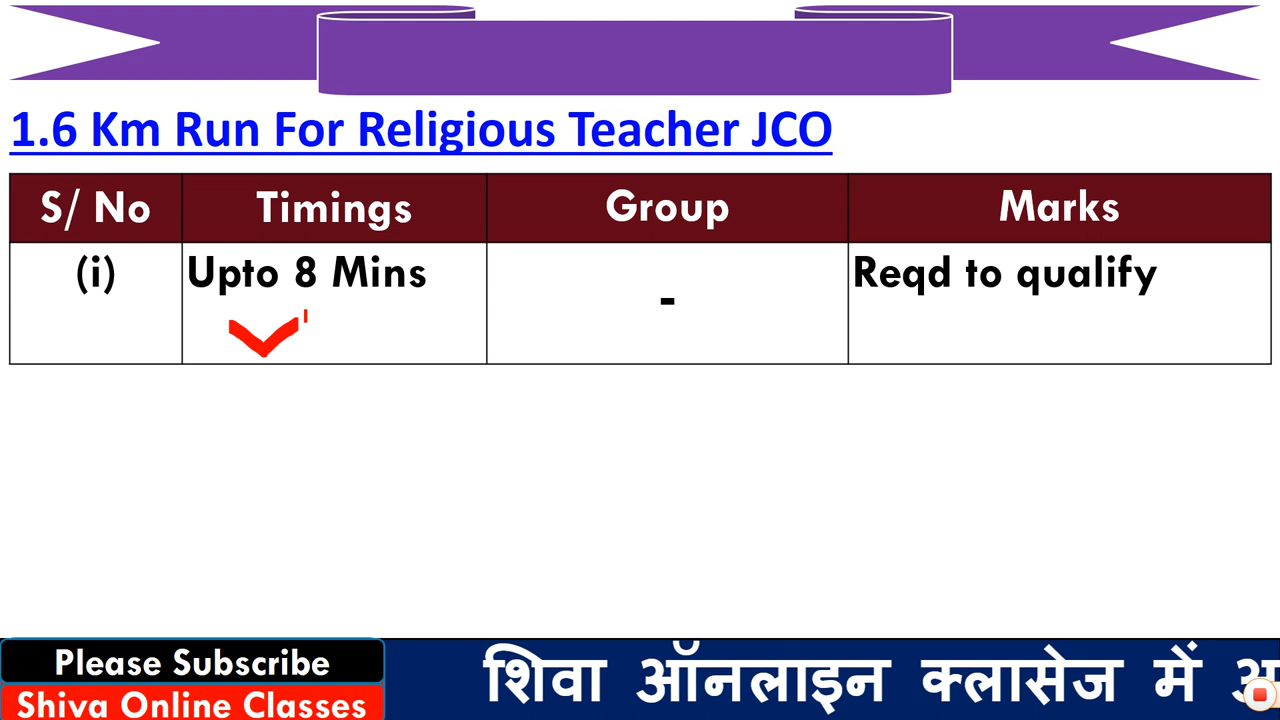 1.6 Km Run For Religious Teacher JCO
S/ No Timings Group Marks
(i) Upto 8 Mins - Reqd to qualify
Please Subscribe
Shiva Online Classes
शिवा ऑनलाइन क्लासेज में